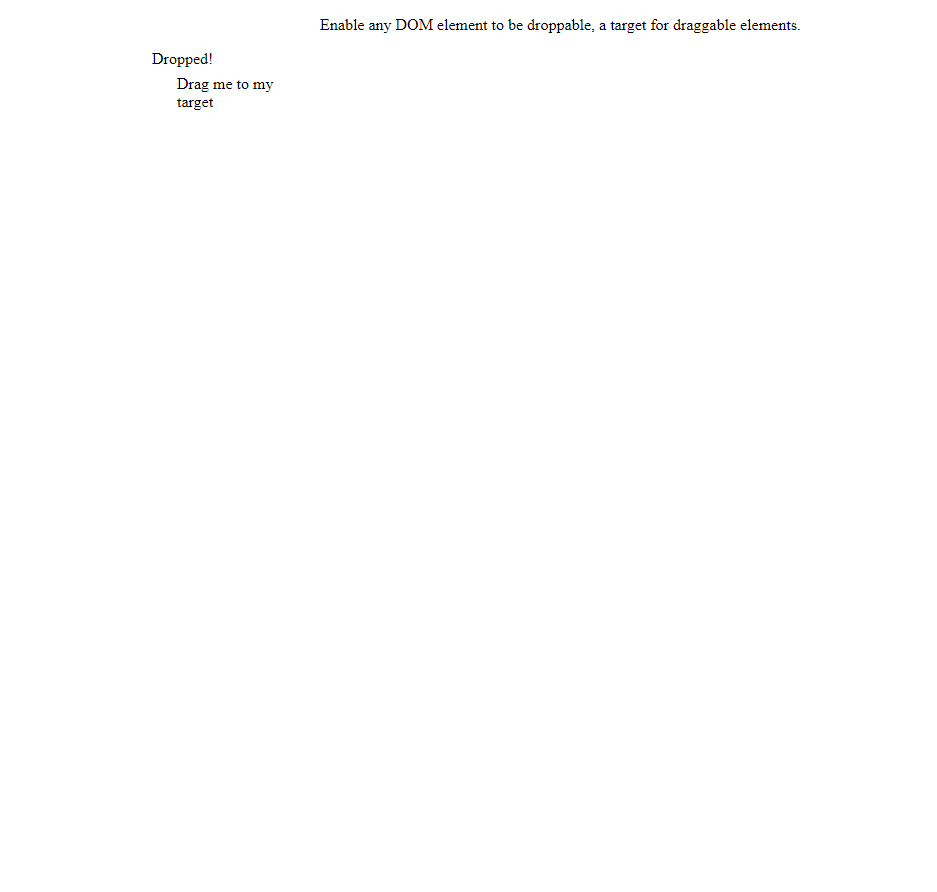 Enable any DOM element to be droppable, a target for draggable elements.
Dropped!
Drag me to my
target